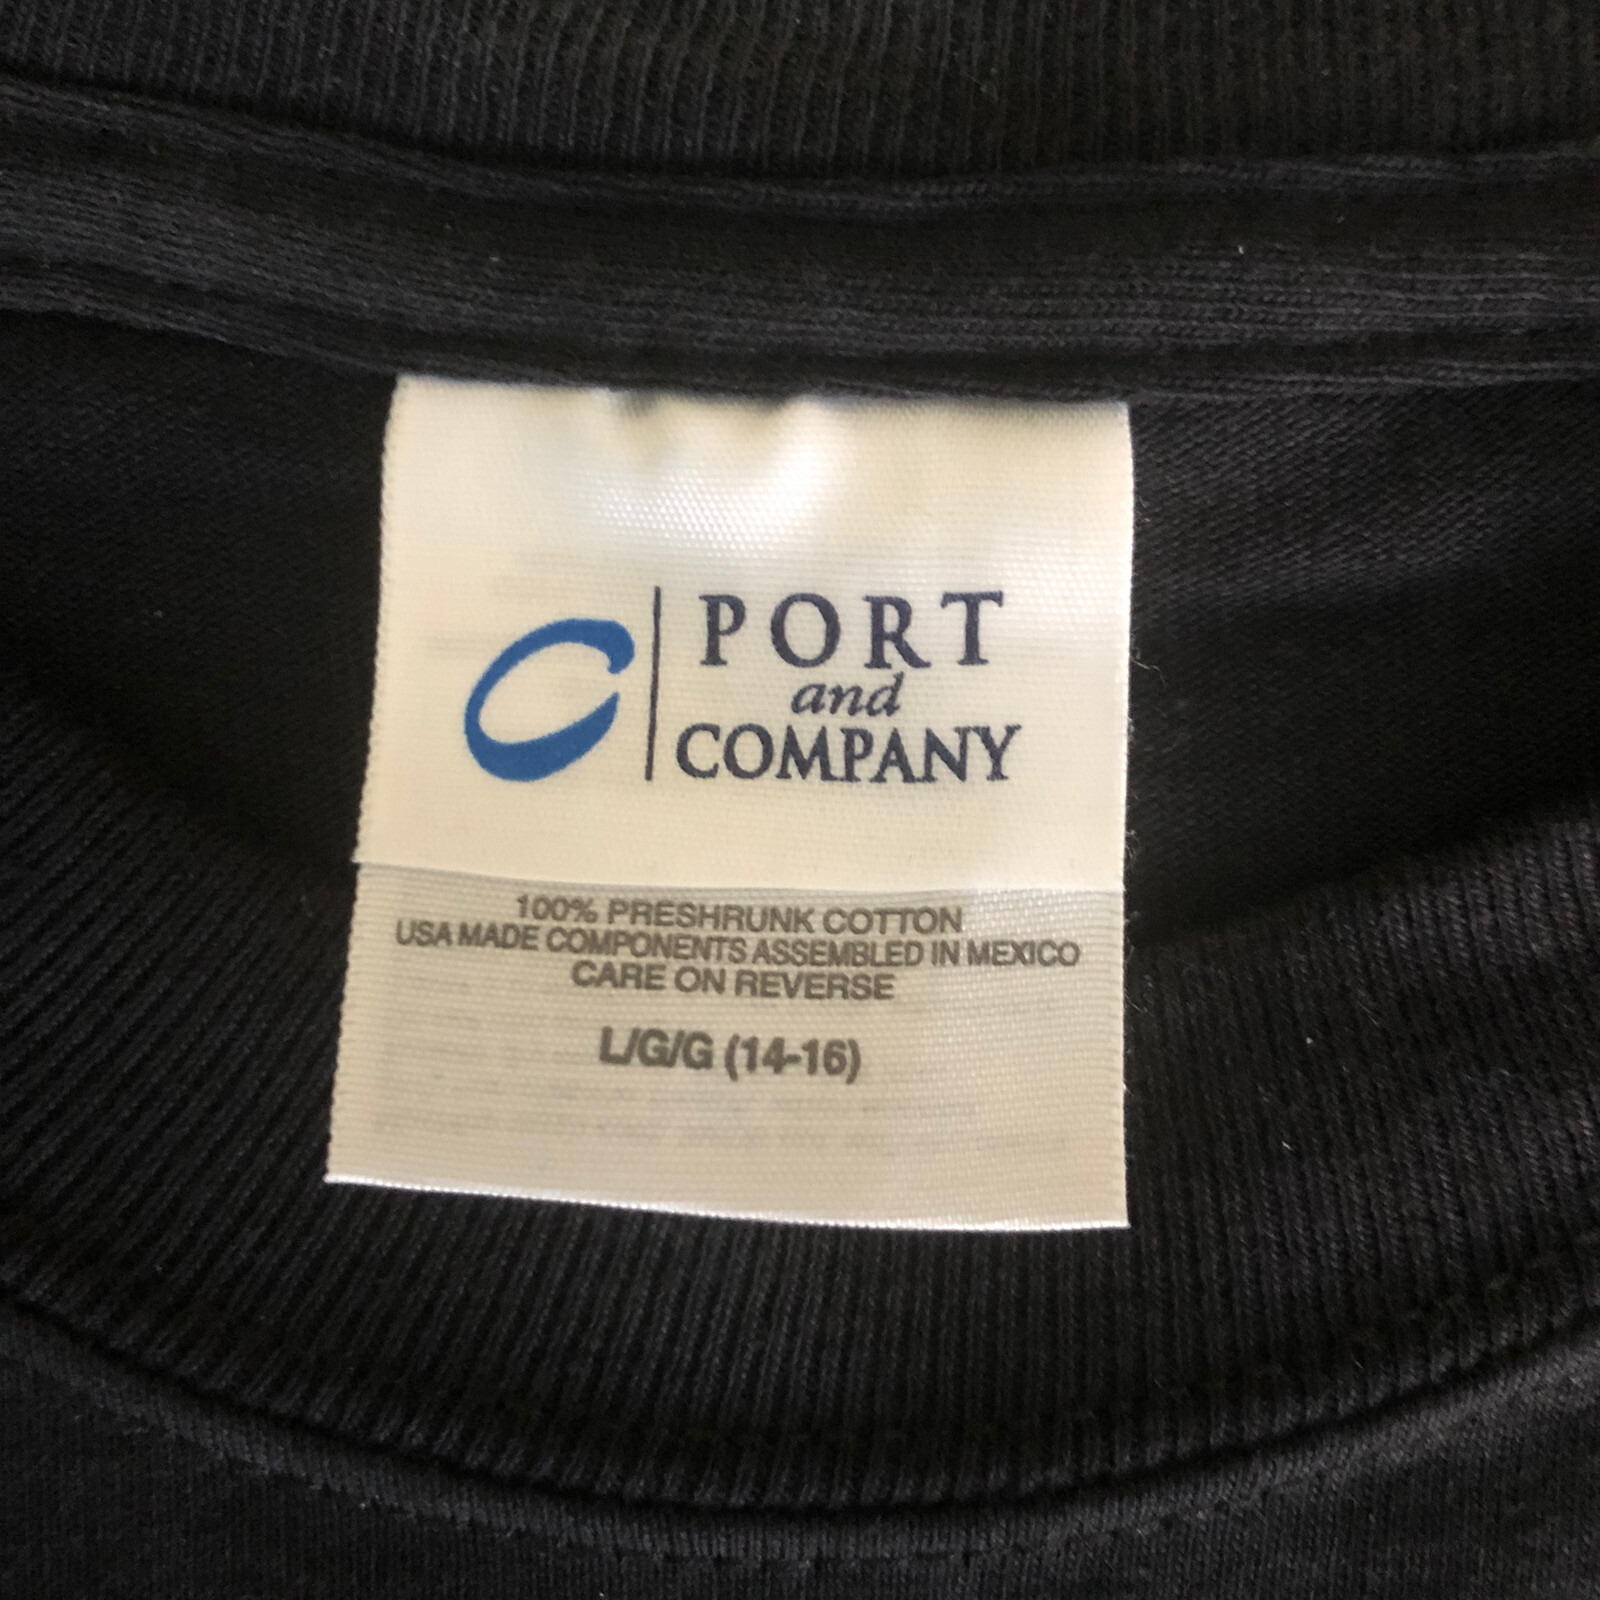 C PORT
and
COMPANY
100% PRESHRUNK COTTON
USA MADE COMPONENTS ASSEMBLED IN MEXICO
CARE ON REVERSE
L/G/G (14-16)